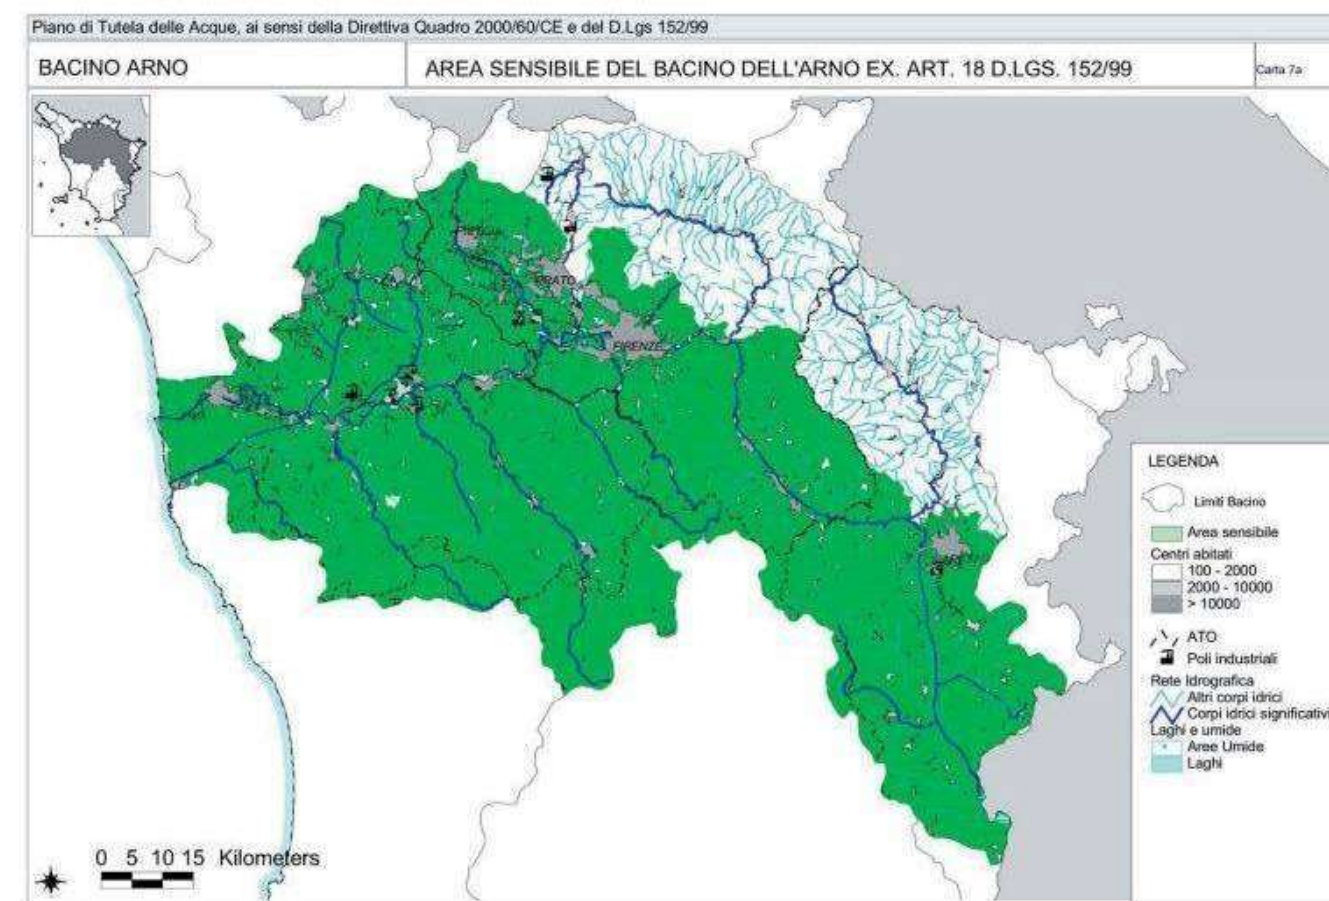 Piano di Tutela delle Acque, ai sensi della Direttiva Quadro 2000/60/CE e del D.Lgs 152/99
BACINO ARNO
AREA SENSIBILE DEL BACINO DELL'ARNO EX. ART. 18 D.LGS. 152/99
Carta 7a
PRATO
FIRENZE
LEGENDA
Limiti Bacino
Area sensibile
Centri abitati
100 - 2000
2000 - 10000
> 10000
ATO
Poli industriali
Rete Idrografica
Altri corpi idrici
Corpi idrici significativi
Laghi e umide
Aree Umide
Laghi
0 5 10 15 Kilometers